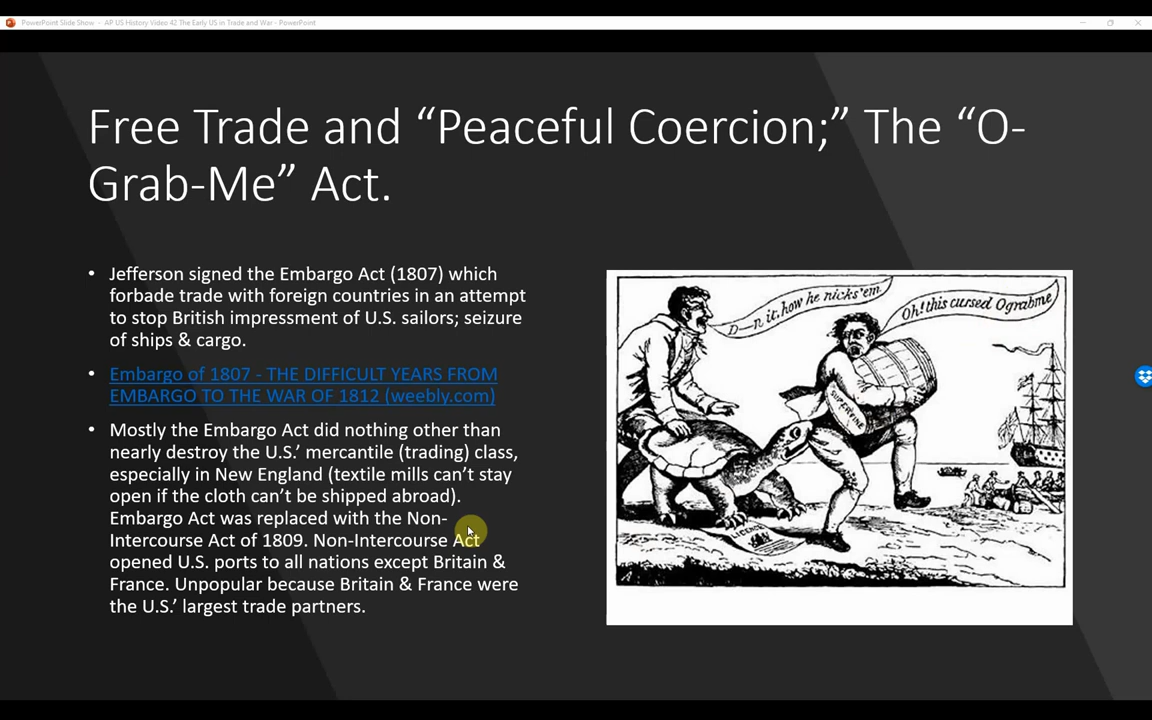 PowerPoint Slide Show - AP US History Video 42 The Early US in Trade and War - PowerPoint
Free Trade and “Peaceful Coercion;” The “O-
Grab-Me” Act.
• Jefferson signed the Embargo Act (1807) which
forbade trade with foreign countries in an attempt
to stop British impressment of U.S. sailors; seizure
of ships & cargo.
• Embargo of 1807 - THE DIFFICULT YEARS FROM
EMBARGO TO THE WAR OF 1812 (weebly.com)
• Mostly the Embargo Act did nothing other than
nearly destroy the U.S.’ mercantile (trading) class,
especially in New England (textile mills can’t stay
open if the cloth can’t be shipped abroad).
Embargo Act was replaced with the Non-
Intercourse Act of 1809. Non-Intercourse Act
opened U.S. ports to all nations except Britain &
France. Unpopular because Britain & France were
the U.S.’ largest trade partners.
D—n it, how he nicks'em
Oh! this cursed Ograbme
SUPERFINE
LICENCE